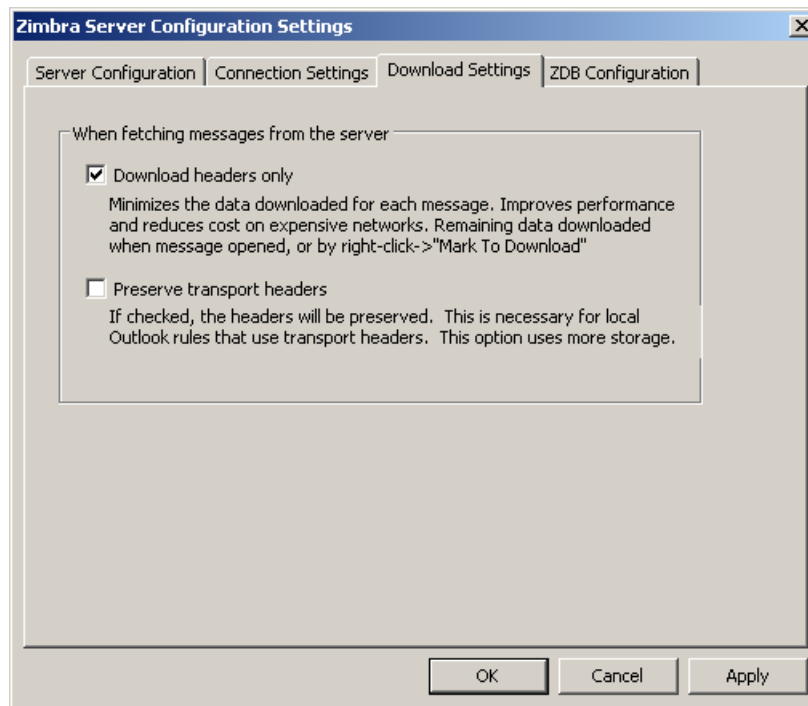 Zimbra Server Configuration Settings
Server Configuration
Connection Settings
Download Settings
ZDB Configuration
When fetching messages from the server
Download headers only
Minimizes the data downloaded for each message. Improves performance
and reduces cost on expensive networks. Remaining data downloaded
when message opened, or by right-click->"Mark To Download"
Preserve transport headers
If checked, the headers will be preserved.  This is necessary for local
Outlook rules that use transport headers.  This option uses more storage.
OK
Cancel
Apply